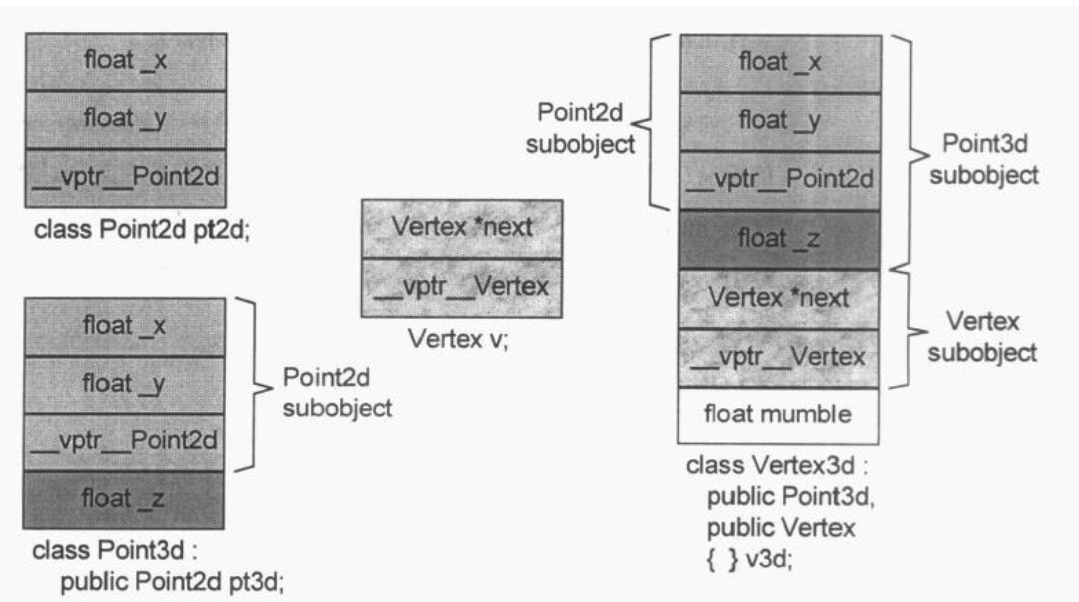 float _x
float _y
__vptr__Point2d
class Point2d pt2d;
float _x
float _y
__vptr__Point2d
float _z
Point2d
subobject
class Point3d :
public Point2d pt3d;
Vertex *next
__vptr__Vertex
Vertex v;
Point2d
subobject
float _x
float _y
__vptr__Point2d
float _z
Vertex *next
__vptr__Vertex
float mumble
Point3d
subobject
Vertex
subobject
class Vertex3d :
public Point3d,
public Vertex
{ } v3d;